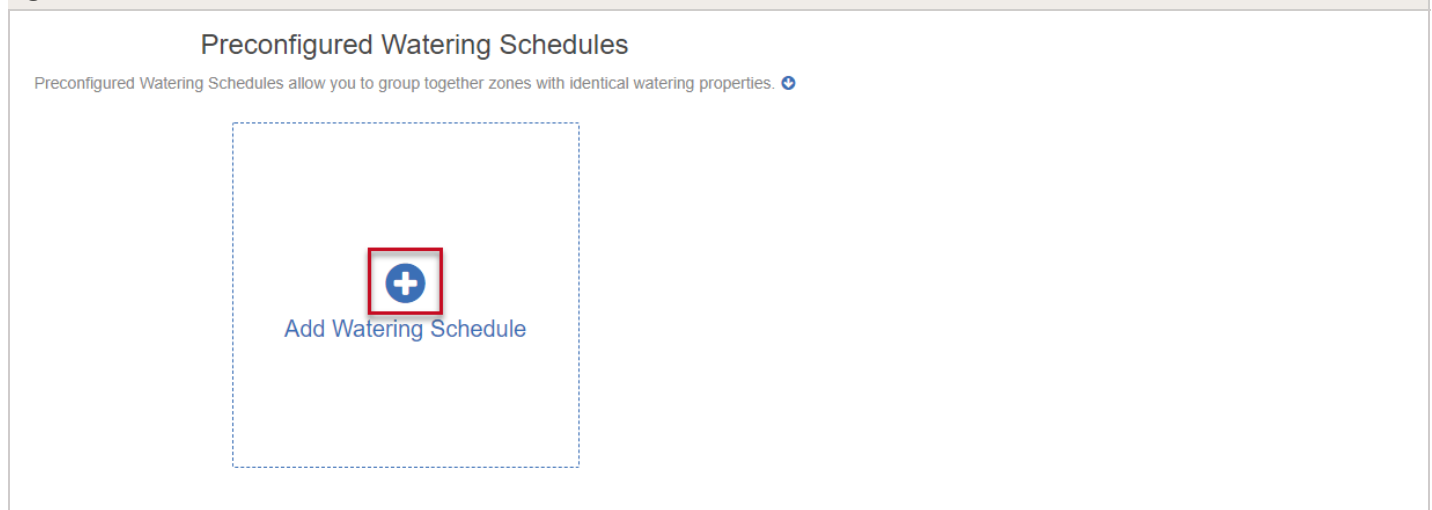 Preconfigured Watering Schedules
Preconfigured Watering Schedules allow you to group together zones with identical watering properties.
Add Watering Schedule